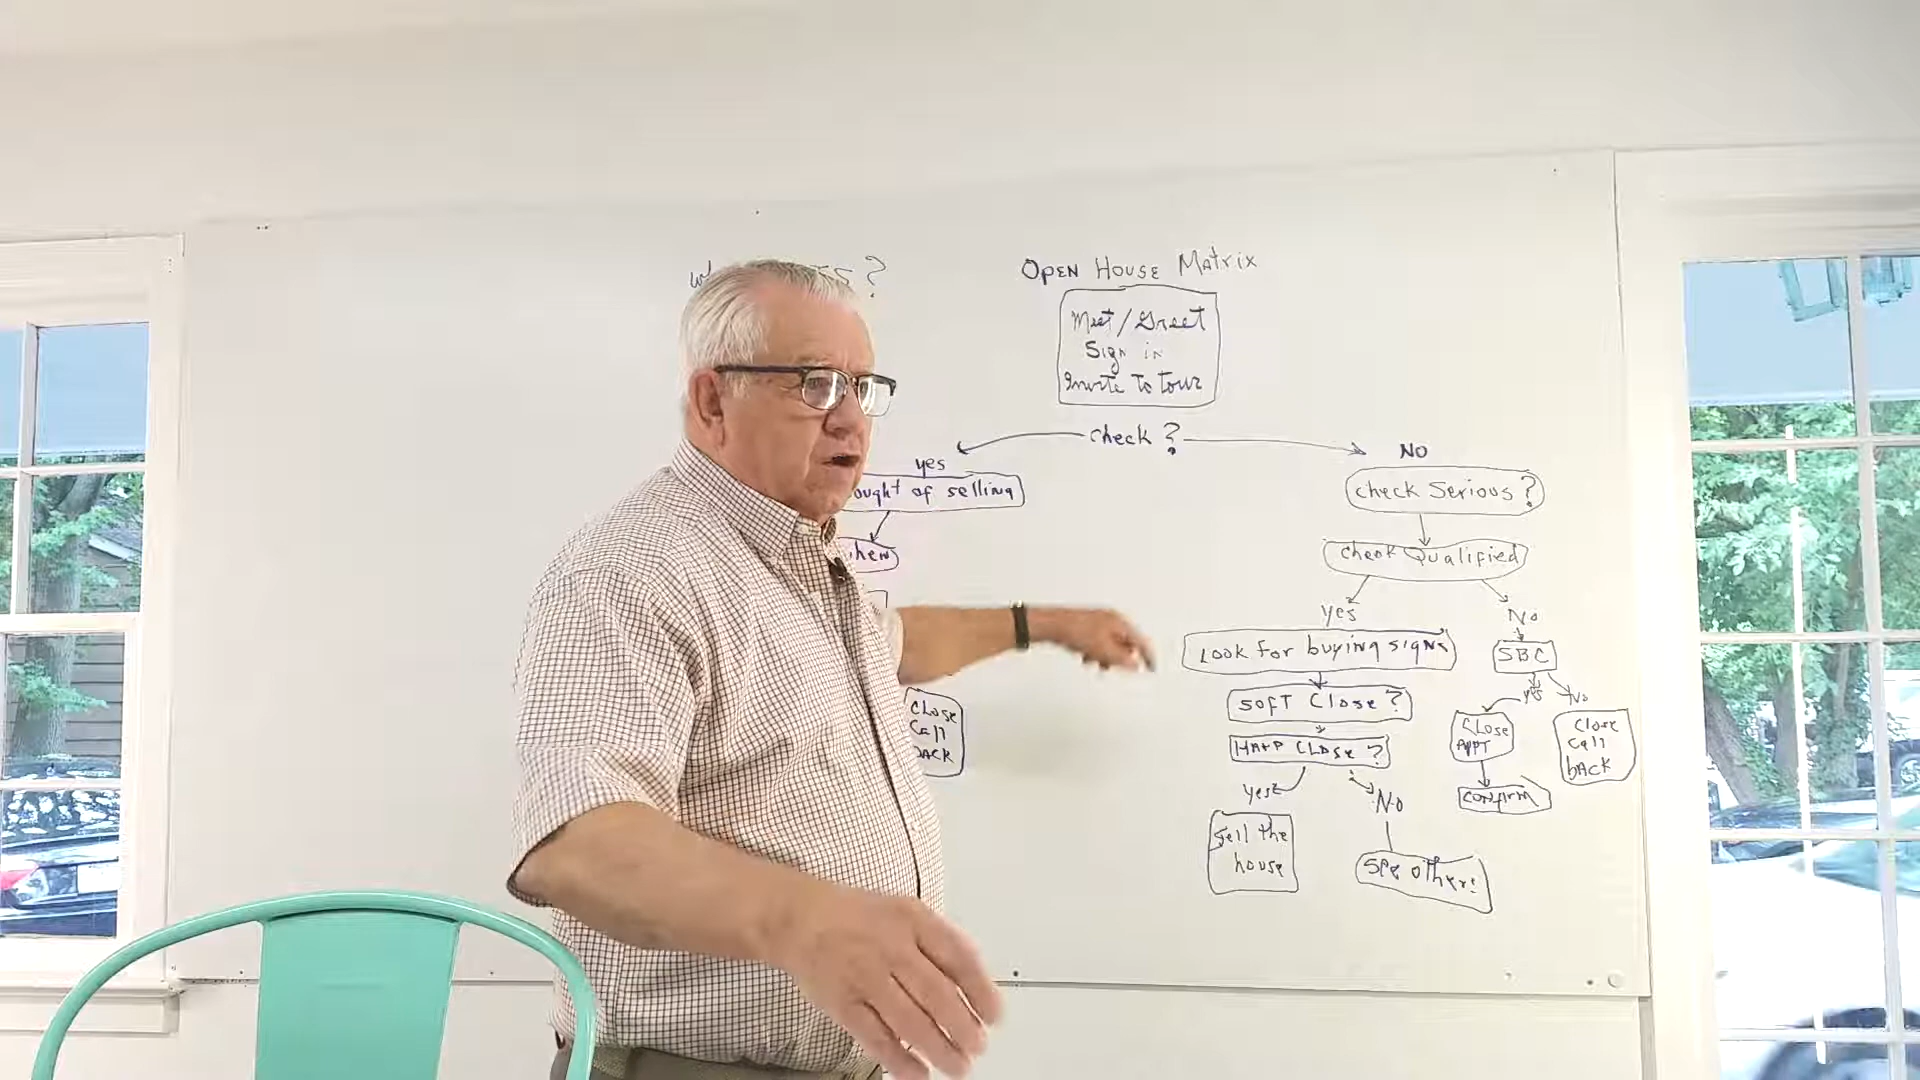 ?
OPEN HOUSE MATRIX
Meet/Greet
Sign in
Invite To Tour
check ?
yes
of selling
NO
check Serious?
check Qualified
yes
No
Look for buying signs
SBC
yes
No
SOFT Close?
HARD CLOSE?
CLOSE
APPT
Close
Call
bACK
CLOSE
Call
BACK
yes
No
CONFIRM
Sell the
house
See others